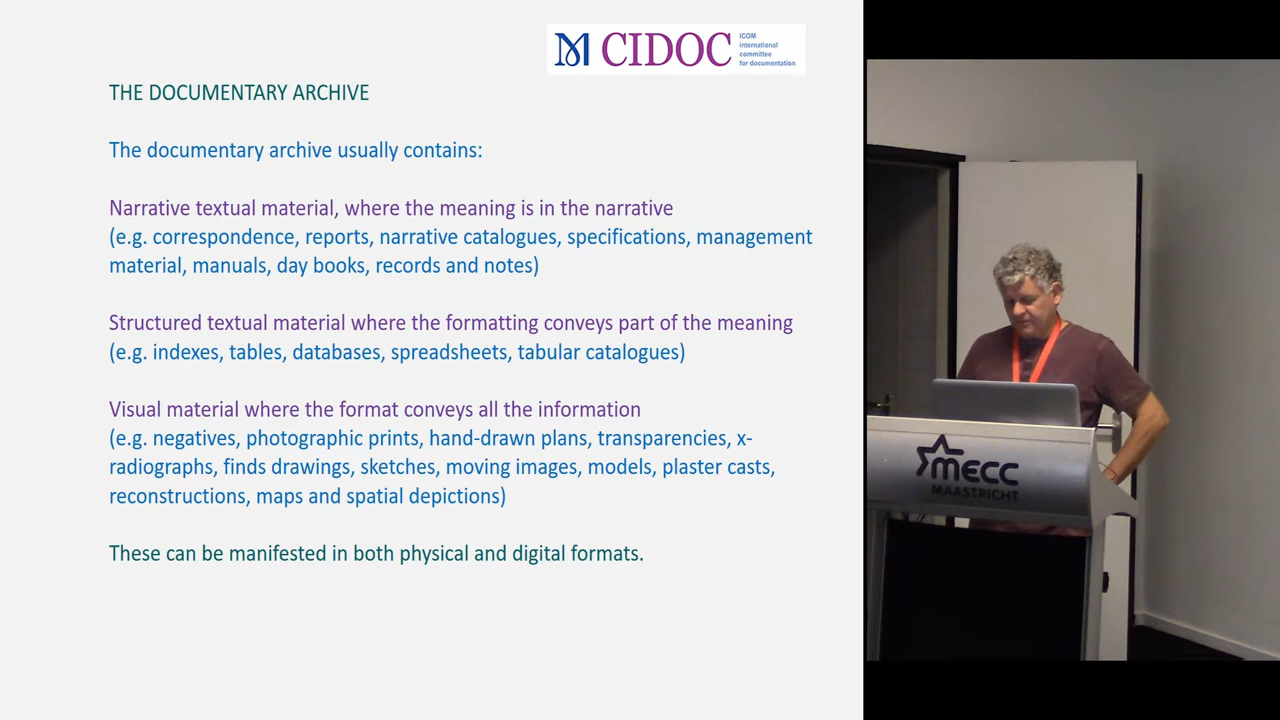 CIDOC
ICOM
international
committee
for documentation
THE DOCUMENTARY ARCHIVE
The documentary archive usually contains:
Narrative textual material, where the meaning is in the narrative
(e.g. correspondence, reports, narrative catalogues, specifications, management
material, manuals, day books, records and notes)
Structured textual material where the formatting conveys part of the meaning
(e.g. indexes, tables, databases, spreadsheets, tabular catalogues)
Visual material where the format conveys all the information
(e.g. negatives, photographic prints, hand-drawn plans, transparencies, x-
radiographs, finds drawings, sketches, moving images, models, plaster casts,
reconstructions, maps and spatial depictions)
These can be manifested in both physical and digital formats.
mecc
MAASTRICHT